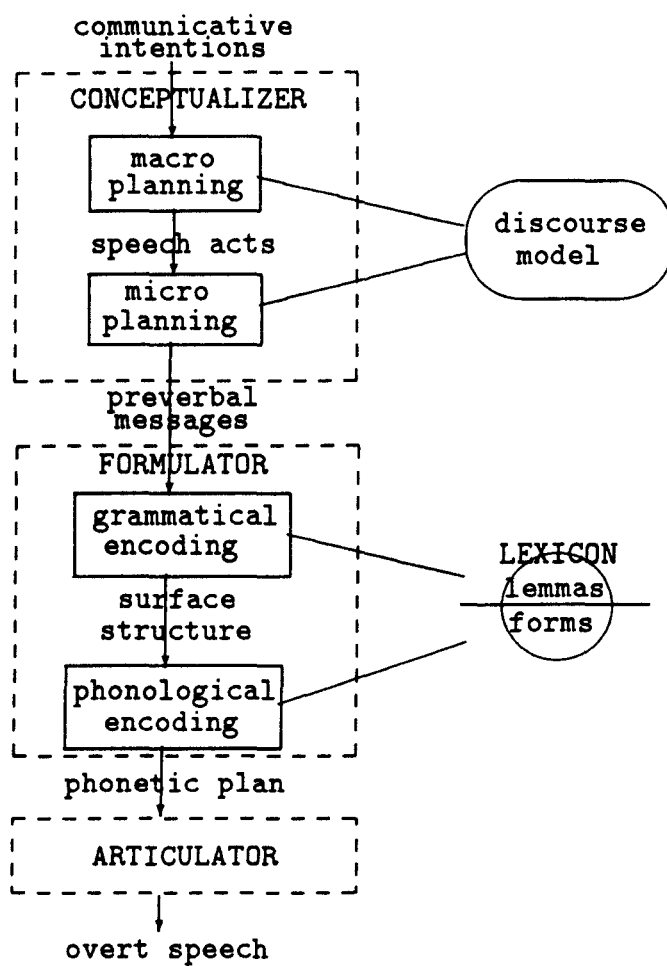 communicative
intentions
CONCEPTUALIZER
macro
planning
speech acts
micro
planning
discourse
model
preverbal
messages
FORMULATOR
grammatical
encoding
surface
structure
phonological
encoding
LEXICON
lemmas
forms
phonetic plan
ARTICULATOR
overt speech